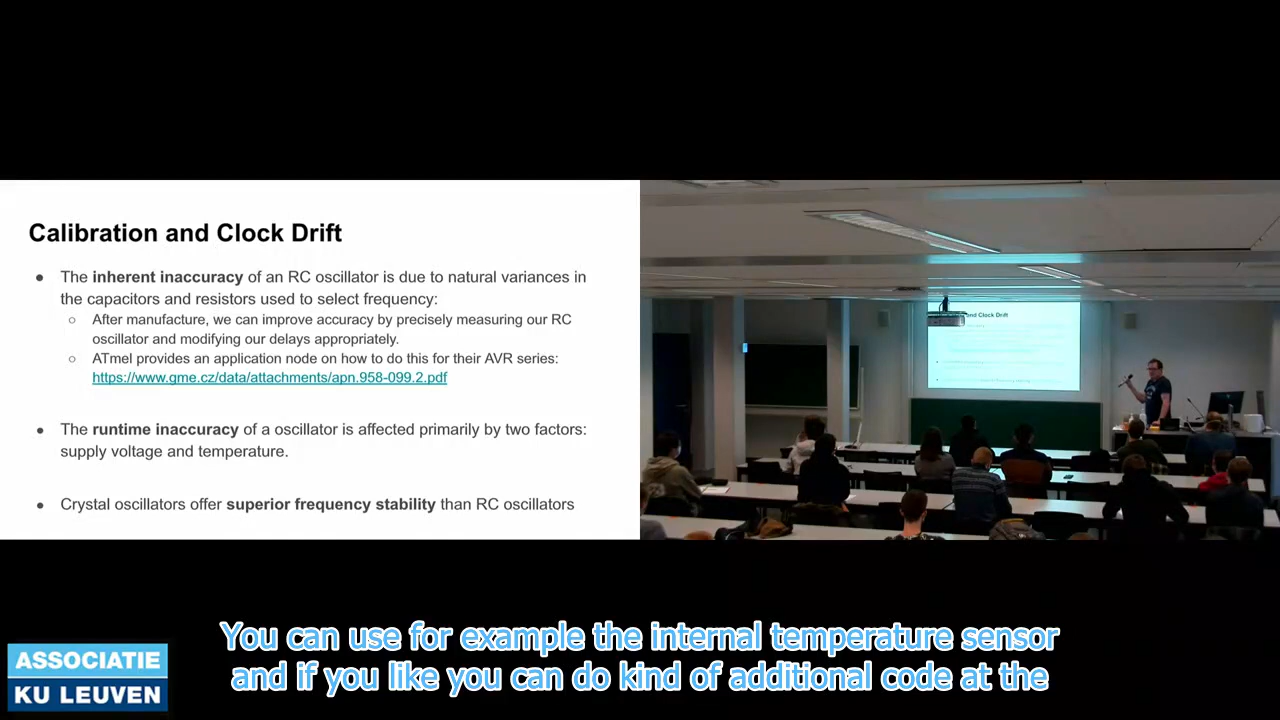 Calibration and Clock Drift
● The inherent inaccuracy of an RC oscillator is due to natural variances in
the capacitors and resistors used to select frequency:
○ After manufacture, we can improve accuracy by precisely measuring our RC
oscillator and modifying our delays appropriately.
○ ATmel provides an application node on how to do this for their AVR series:
https://www.gme.cz/data/attachments/apn.958-099.2.pdf
● The runtime inaccuracy of a oscillator is affected primarily by two factors:
supply voltage and temperature.
● Crystal oscillators offer superior frequency stability than RC oscillators
and Clock Drift
You can use for example the internal temperature sensor
and if you like you can do kind of additional code at the
ASSOCIATIE
KU LEUVEN